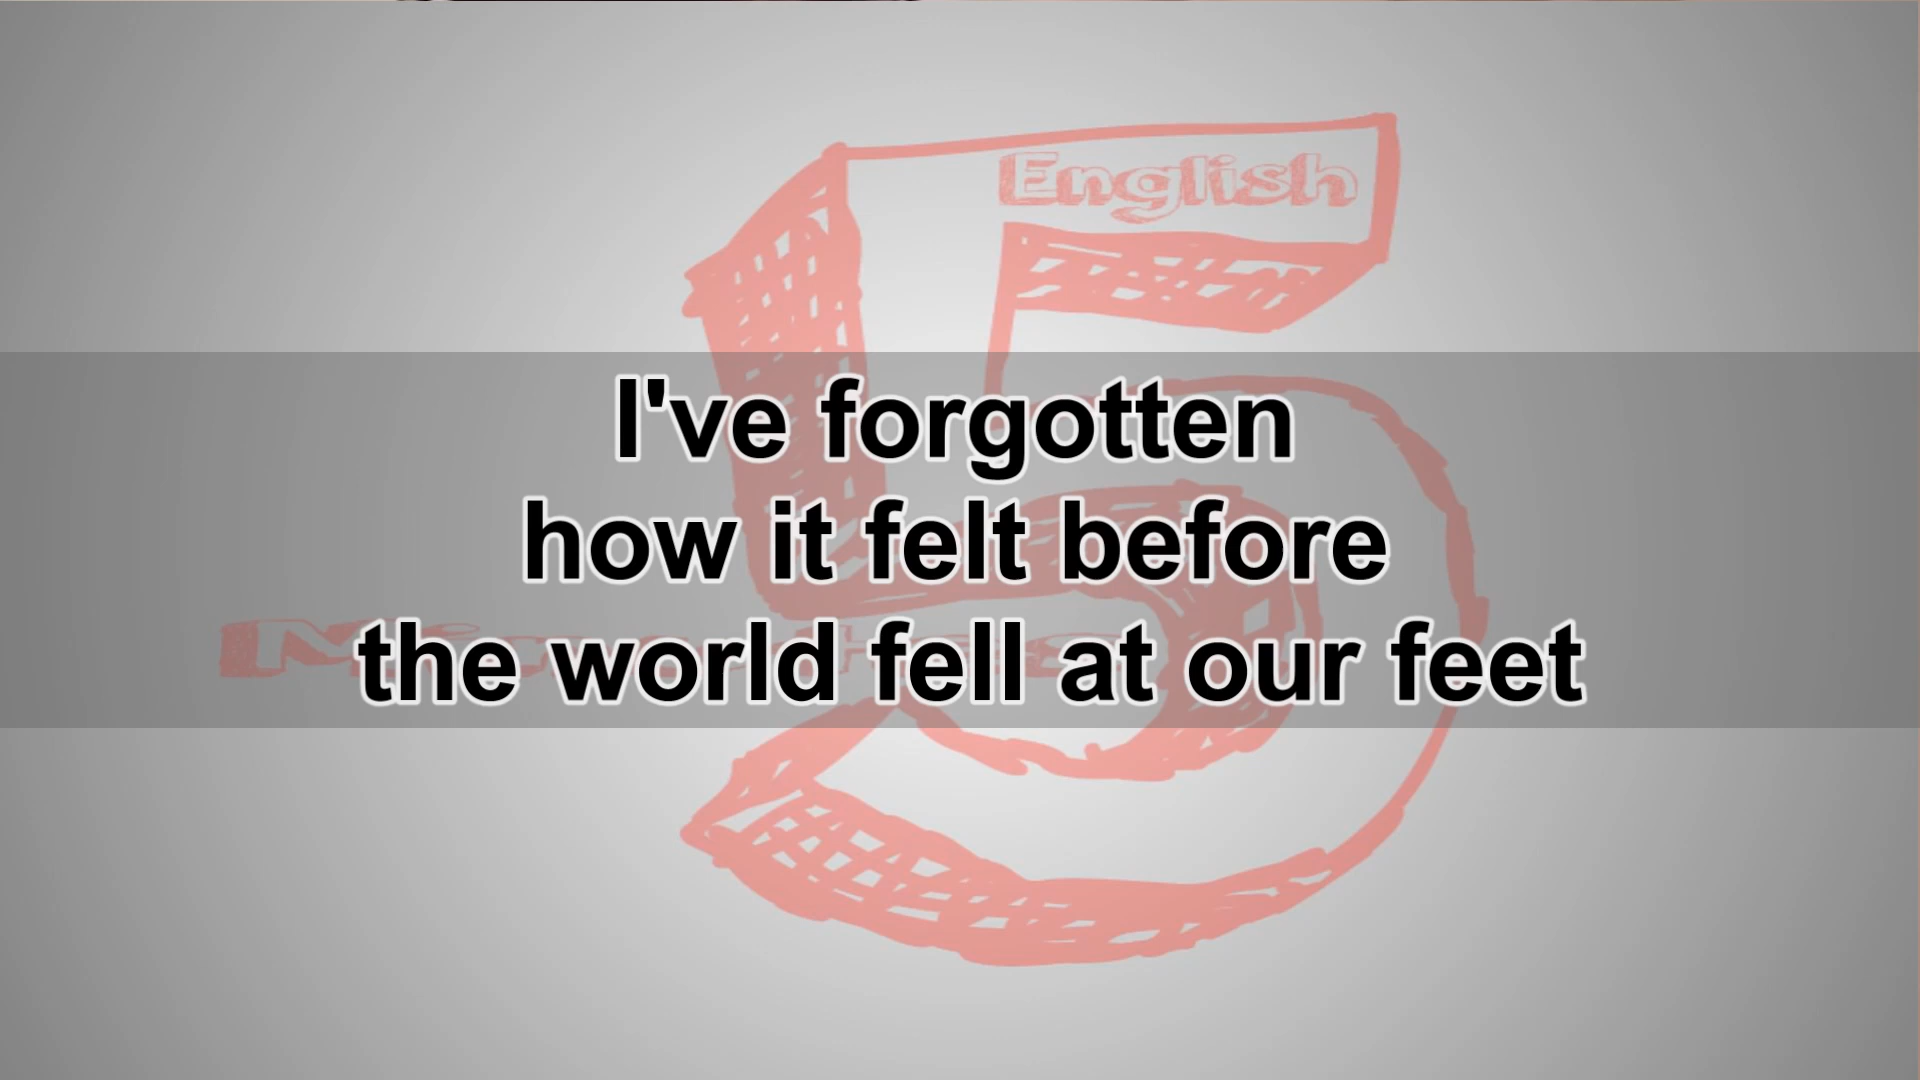 English
I've forgotten
how it felt before
the world fell at our feet